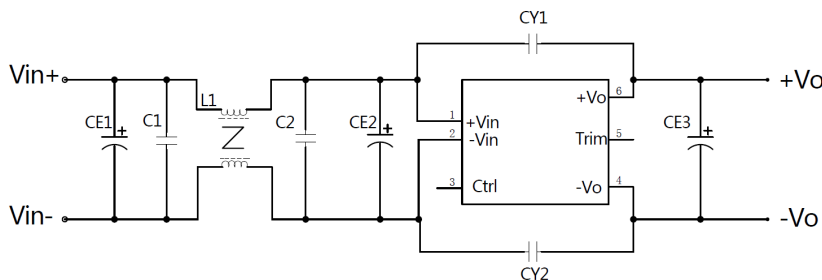 CY1
Vin+
+Vo
L1
CE1
+
C1
C2
CE2
+
1
+Vin
2
-Vin
3
Ctrl
+Vo
6
Trim
5
-Vo
4
CE3
+
Vin-
-Vo
CY2